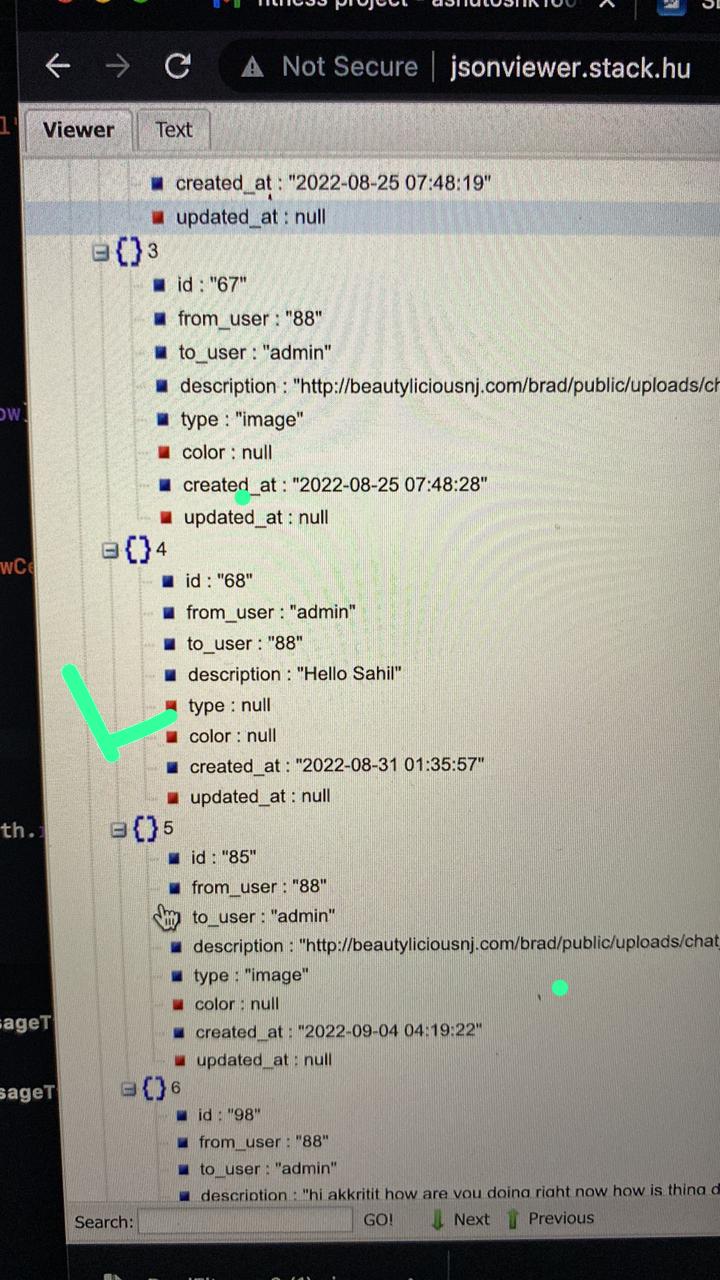 fitness project - ashutoshk100
Not Secure | jsonviewer.stack.hu
Viewer Text
created_at : "2022-08-25 07:48:19"
updated_at : null
{} 3
id : "67"
from_user : "88"
to_user : "admin"
description : "http://beautyliciousnj.com/brad/public/uploads/ch
type : "image"
color : null
created_at : "2022-08-25 07:48:28"
updated_at : null
{} 4
id : "68"
from_user : "admin"
to_user : "88"
description : "Hello Sahil"
type : null
color : null
created_at : "2022-08-31 01:35:57"
updated_at : null
{} 5
id : "85"
from_user : "88"
to_user : "admin"
description : "http://beautyliciousnj.com/brad/public/uploads/chat
type : "image"
color : null
created_at : "2022-09-04 04:19:22"
updated_at : null
{} 6
id : "98"
from_user : "88"
to_user : "admin"
description : "hi akkritit how are you doing right now how is thing d
Search: GO! Next Previous
ow
wCe
th.
sageT
sageT